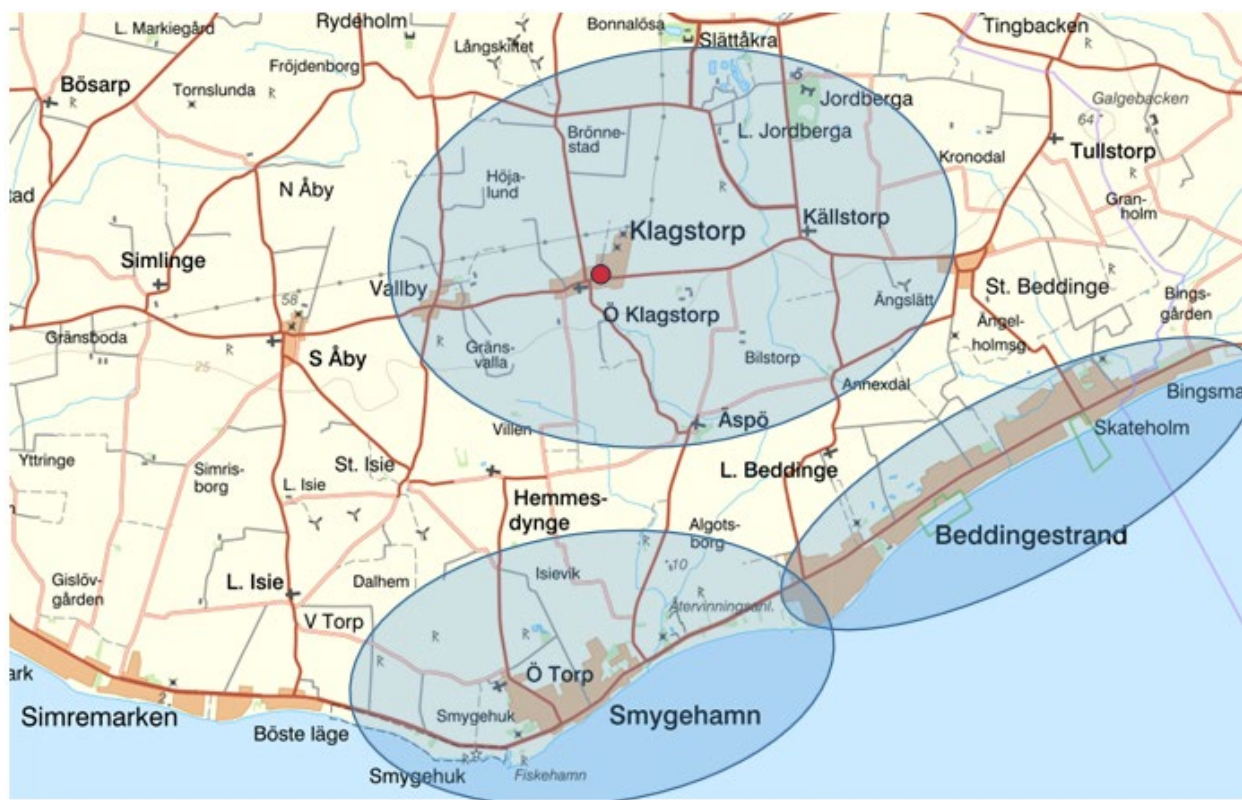 L. Markiegård
Rydeholm
Bonnalösa
Tingbacken
Slättåkra
Långskiftet
Fröjdenborg
Bösarp
R
Tornslunda
R
Jordberga
Galgebacken
64
R
L. Jordberga
Brönne-
stad
Kronodal
Tullstorp
R
Höja-
lund
N Åby
R
Gran-
holm
tad
Klagstorp
Källstorp
Simlinge
Vallby
Ängslätt
St. Beddinge
Bings-
gården
58
Ö Klagstorp
Gränsboda
R
S Åby
R
Gräns-
valla
Bilstorp
Ängel-
holmsg
R
25
Annexdal
Bingsma
Äspö
Villen
Skateholm
Yttringe
Simris-
borg
St. Isie
L. Beddinge
L. Isie
Hemmes-
dynge
Algots-
borg
Beddingestrand
10
Isievik
Gislöv-
gården
L. Isie
Dalhem
Återvinningsanl.
R
V Torp
R
R
R
ark
Ö Torp
2
Simremarken
Smygehuk
Smygehamn
Böste läge
Smygehuk
R
R
Fiskehamn